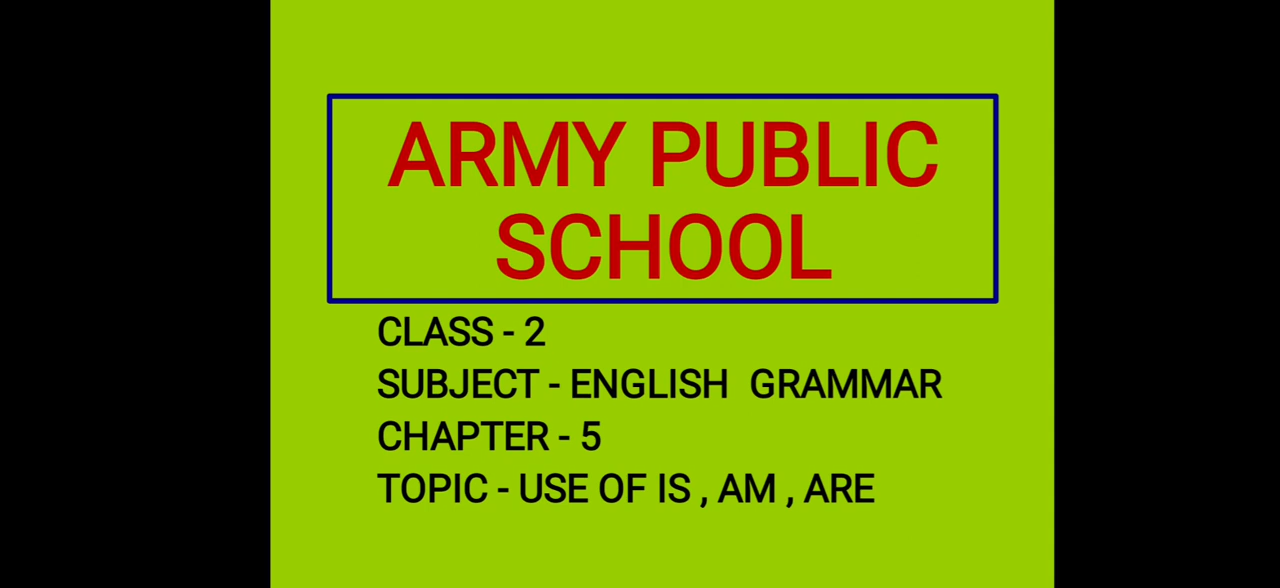 ARMY PUBLIC
SCHOOL
CLASS - 2
SUBJECT - ENGLISH  GRAMMAR
CHAPTER - 5
TOPIC - USE OF IS , AM , ARE